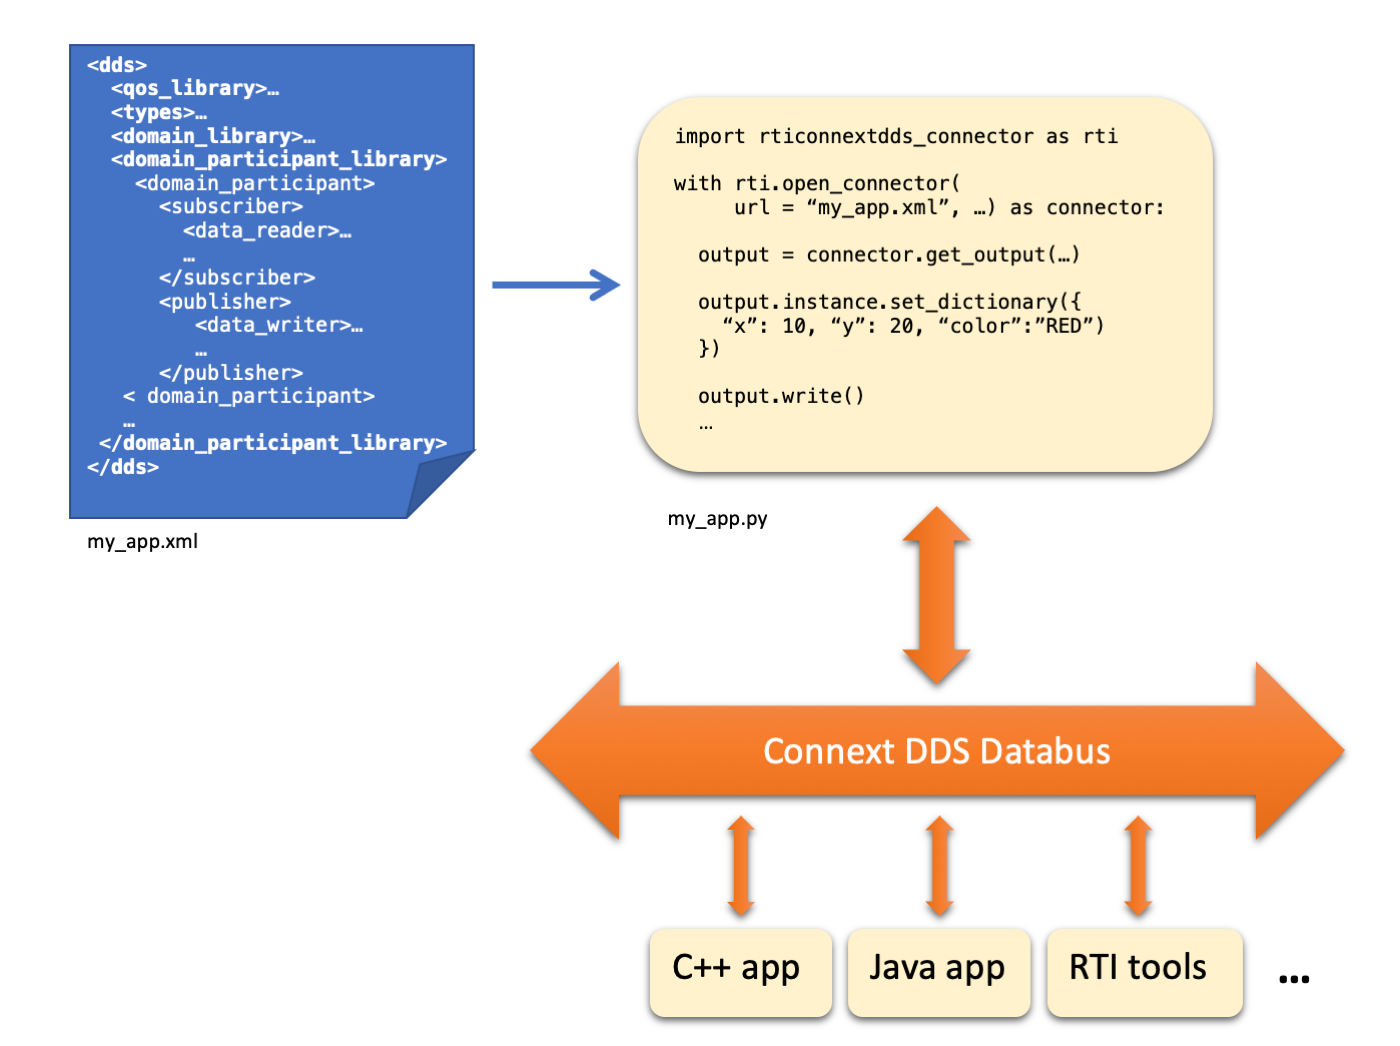 <dds>
<qos_library>…
<types>…
<domain_library>…
<domain_participant_library>
<domain_participant>
<subscriber>
<data_reader>…
…
</subscriber>
<publisher>
<data_writer>…
…
</publisher>
< domain_participant>
…
</domain_participant_library>
</dds>
my_app.xml
import rticonnextdds_connector as rti
with rti.open_connector(
url = “my_app.xml”, …) as connector:
output = connector.get_output(…)
output.instance.set_dictionary({
“x”: 10, “y”: 20, “color”:”RED”)
})
output.write()
…
my_app.py
Connext DDS Databus
C++ app
Java app
RTI tools
…